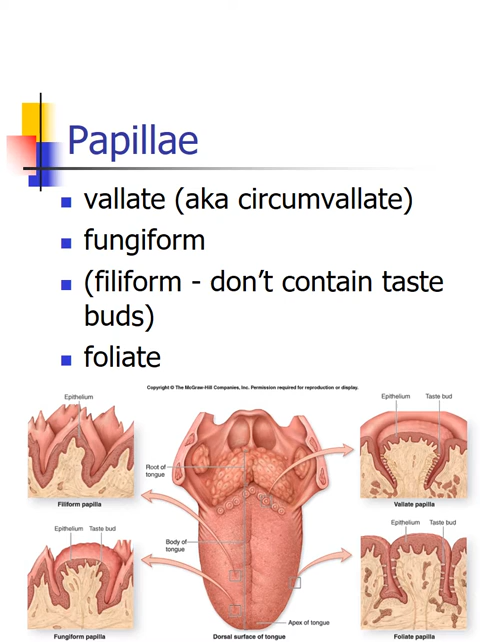 Papillae
vallate (aka circumvallate)
fungiform
(filiform - don't contain taste
buds)
foliate
Copyright © The McGraw-Hill Companies, Inc. Permission required for reproduction or display.
Epithelium
Filiform papilla
Root of
tongue
Epithelium Taste bud
Vallate papilla
Epithelium Taste bud
Fungiform papilla
Body of
tongue
Apex of tongue
Dorsal surface of tongue
Epithelium Taste bud
Foliate papilla